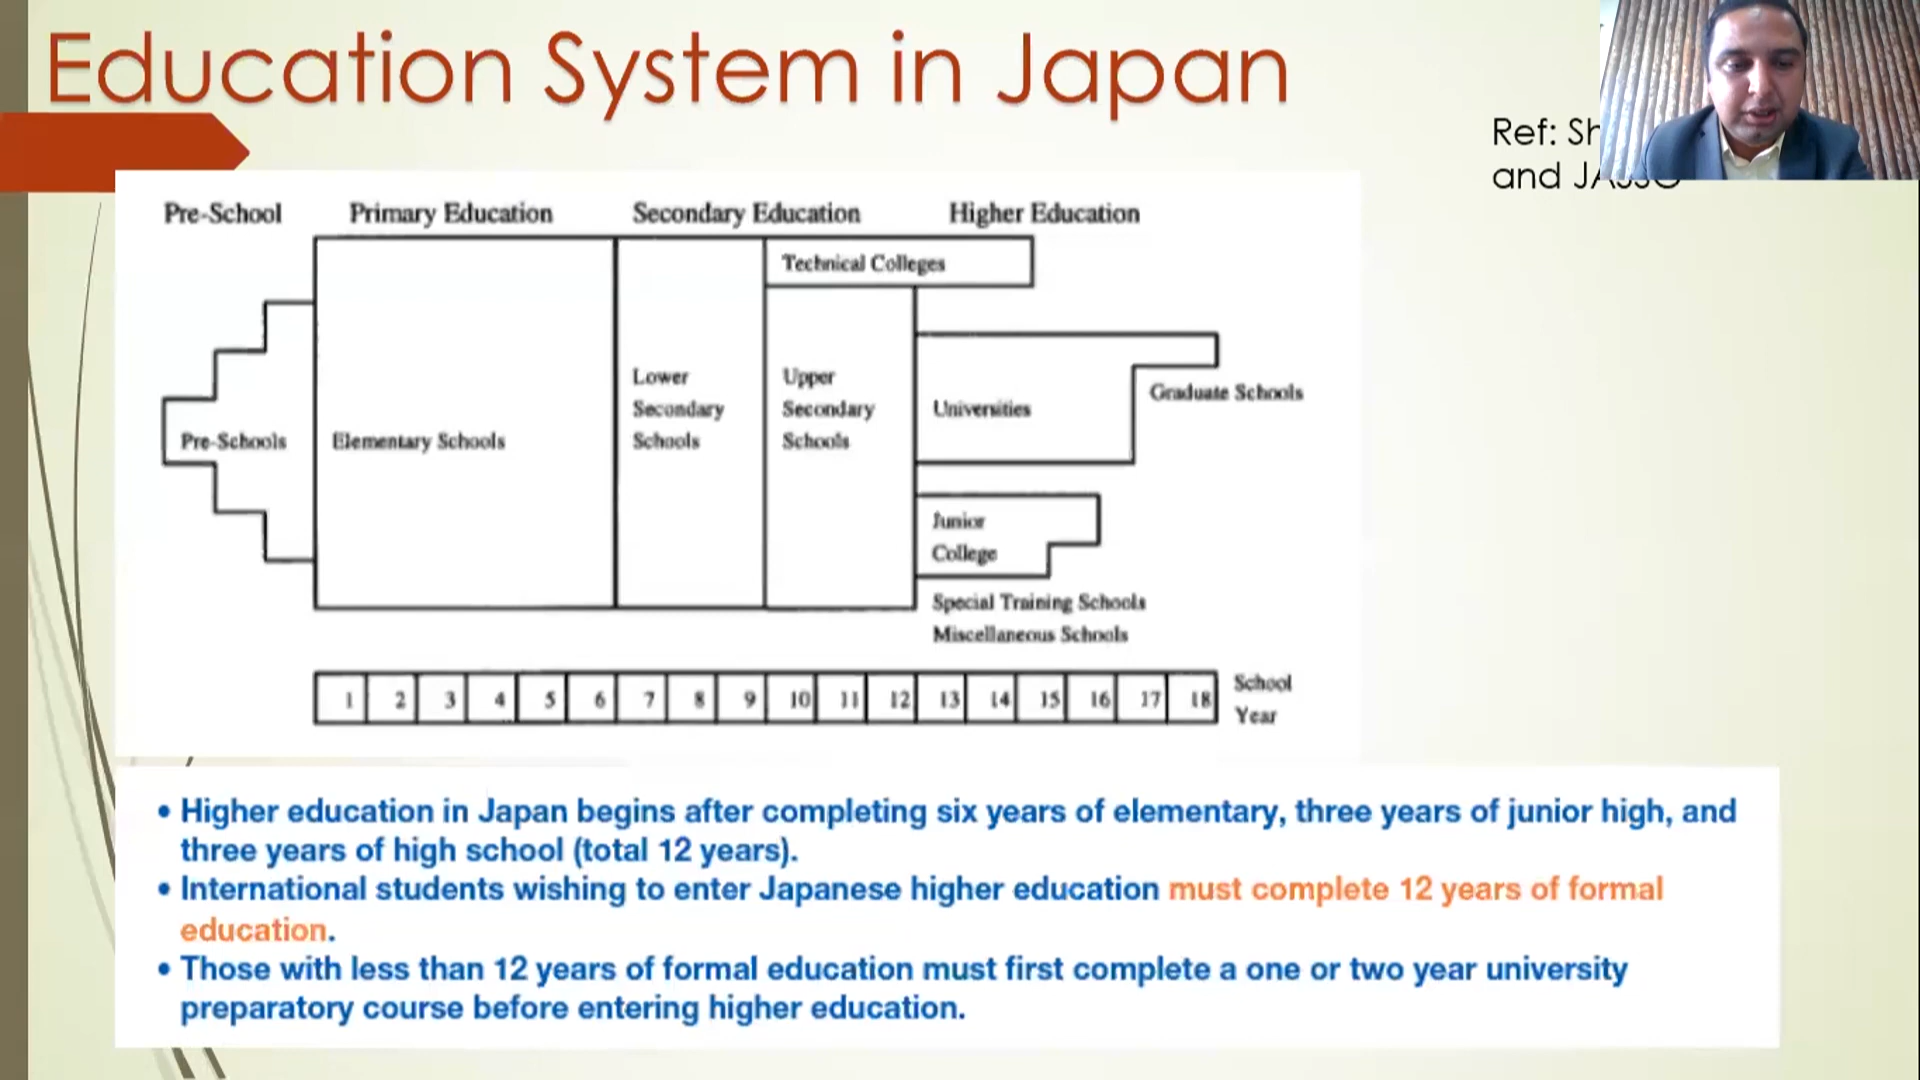 Education System in Japan
Ref:
and
Pre-School Primary Education Secondary Education Higher Education
Technical Colleges
Lower
Secondary
Schools
Upper
Secondary
Schools
Universities
Graduate Schools
Pre-Schools
Elementary Schools
Junior
College
Special Training Schools
Miscellaneous Schools
1 2 3 4 5 6 7 8 9 10 11 12 13 14 15 16 17 18
School
Year
• Higher education in Japan begins after completing six years of elementary, three years of junior high, and
three years of high school (total 12 years).
• International students wishing to enter Japanese higher education must complete 12 years of formal
education.
• Those with less than 12 years of formal education must first complete a one or two year university
preparatory course before entering higher education.